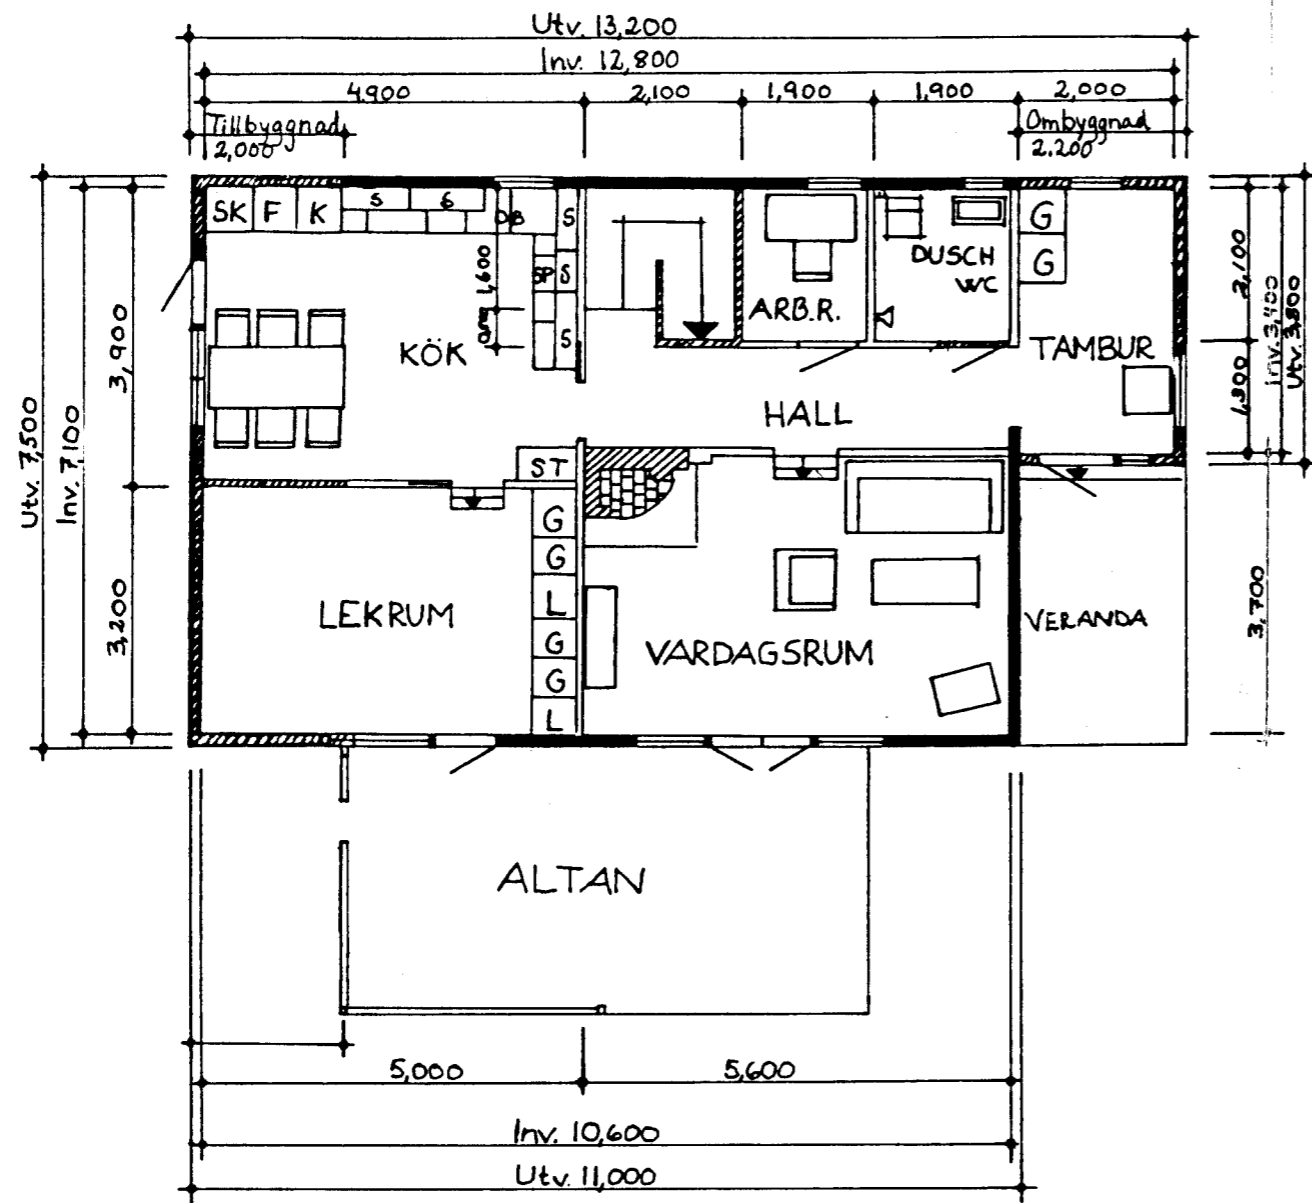 Utv. 13,200
Inv. 12,800
4.900 2,100 1,900 1,900 2,000
Tillbyggnad
2,000
Ombyggnad
2.200
SK F K S S DB S
SP S
S
1,600
KÖK
ARB.R.
DUSCH
WC
G
G
TAMBUR
HALL
ST
G
G
L
G
G
L
LEKRUM
VARDAGSRUM
VERANDA
ALTAN
Utv. 7,500
Inv. 7,100
3,900
3,200
2,100
1,300
Inv. 3,400
Utv. 3,800
3,700
5,000 5,600
Inv. 10,600
Utv. 11,000